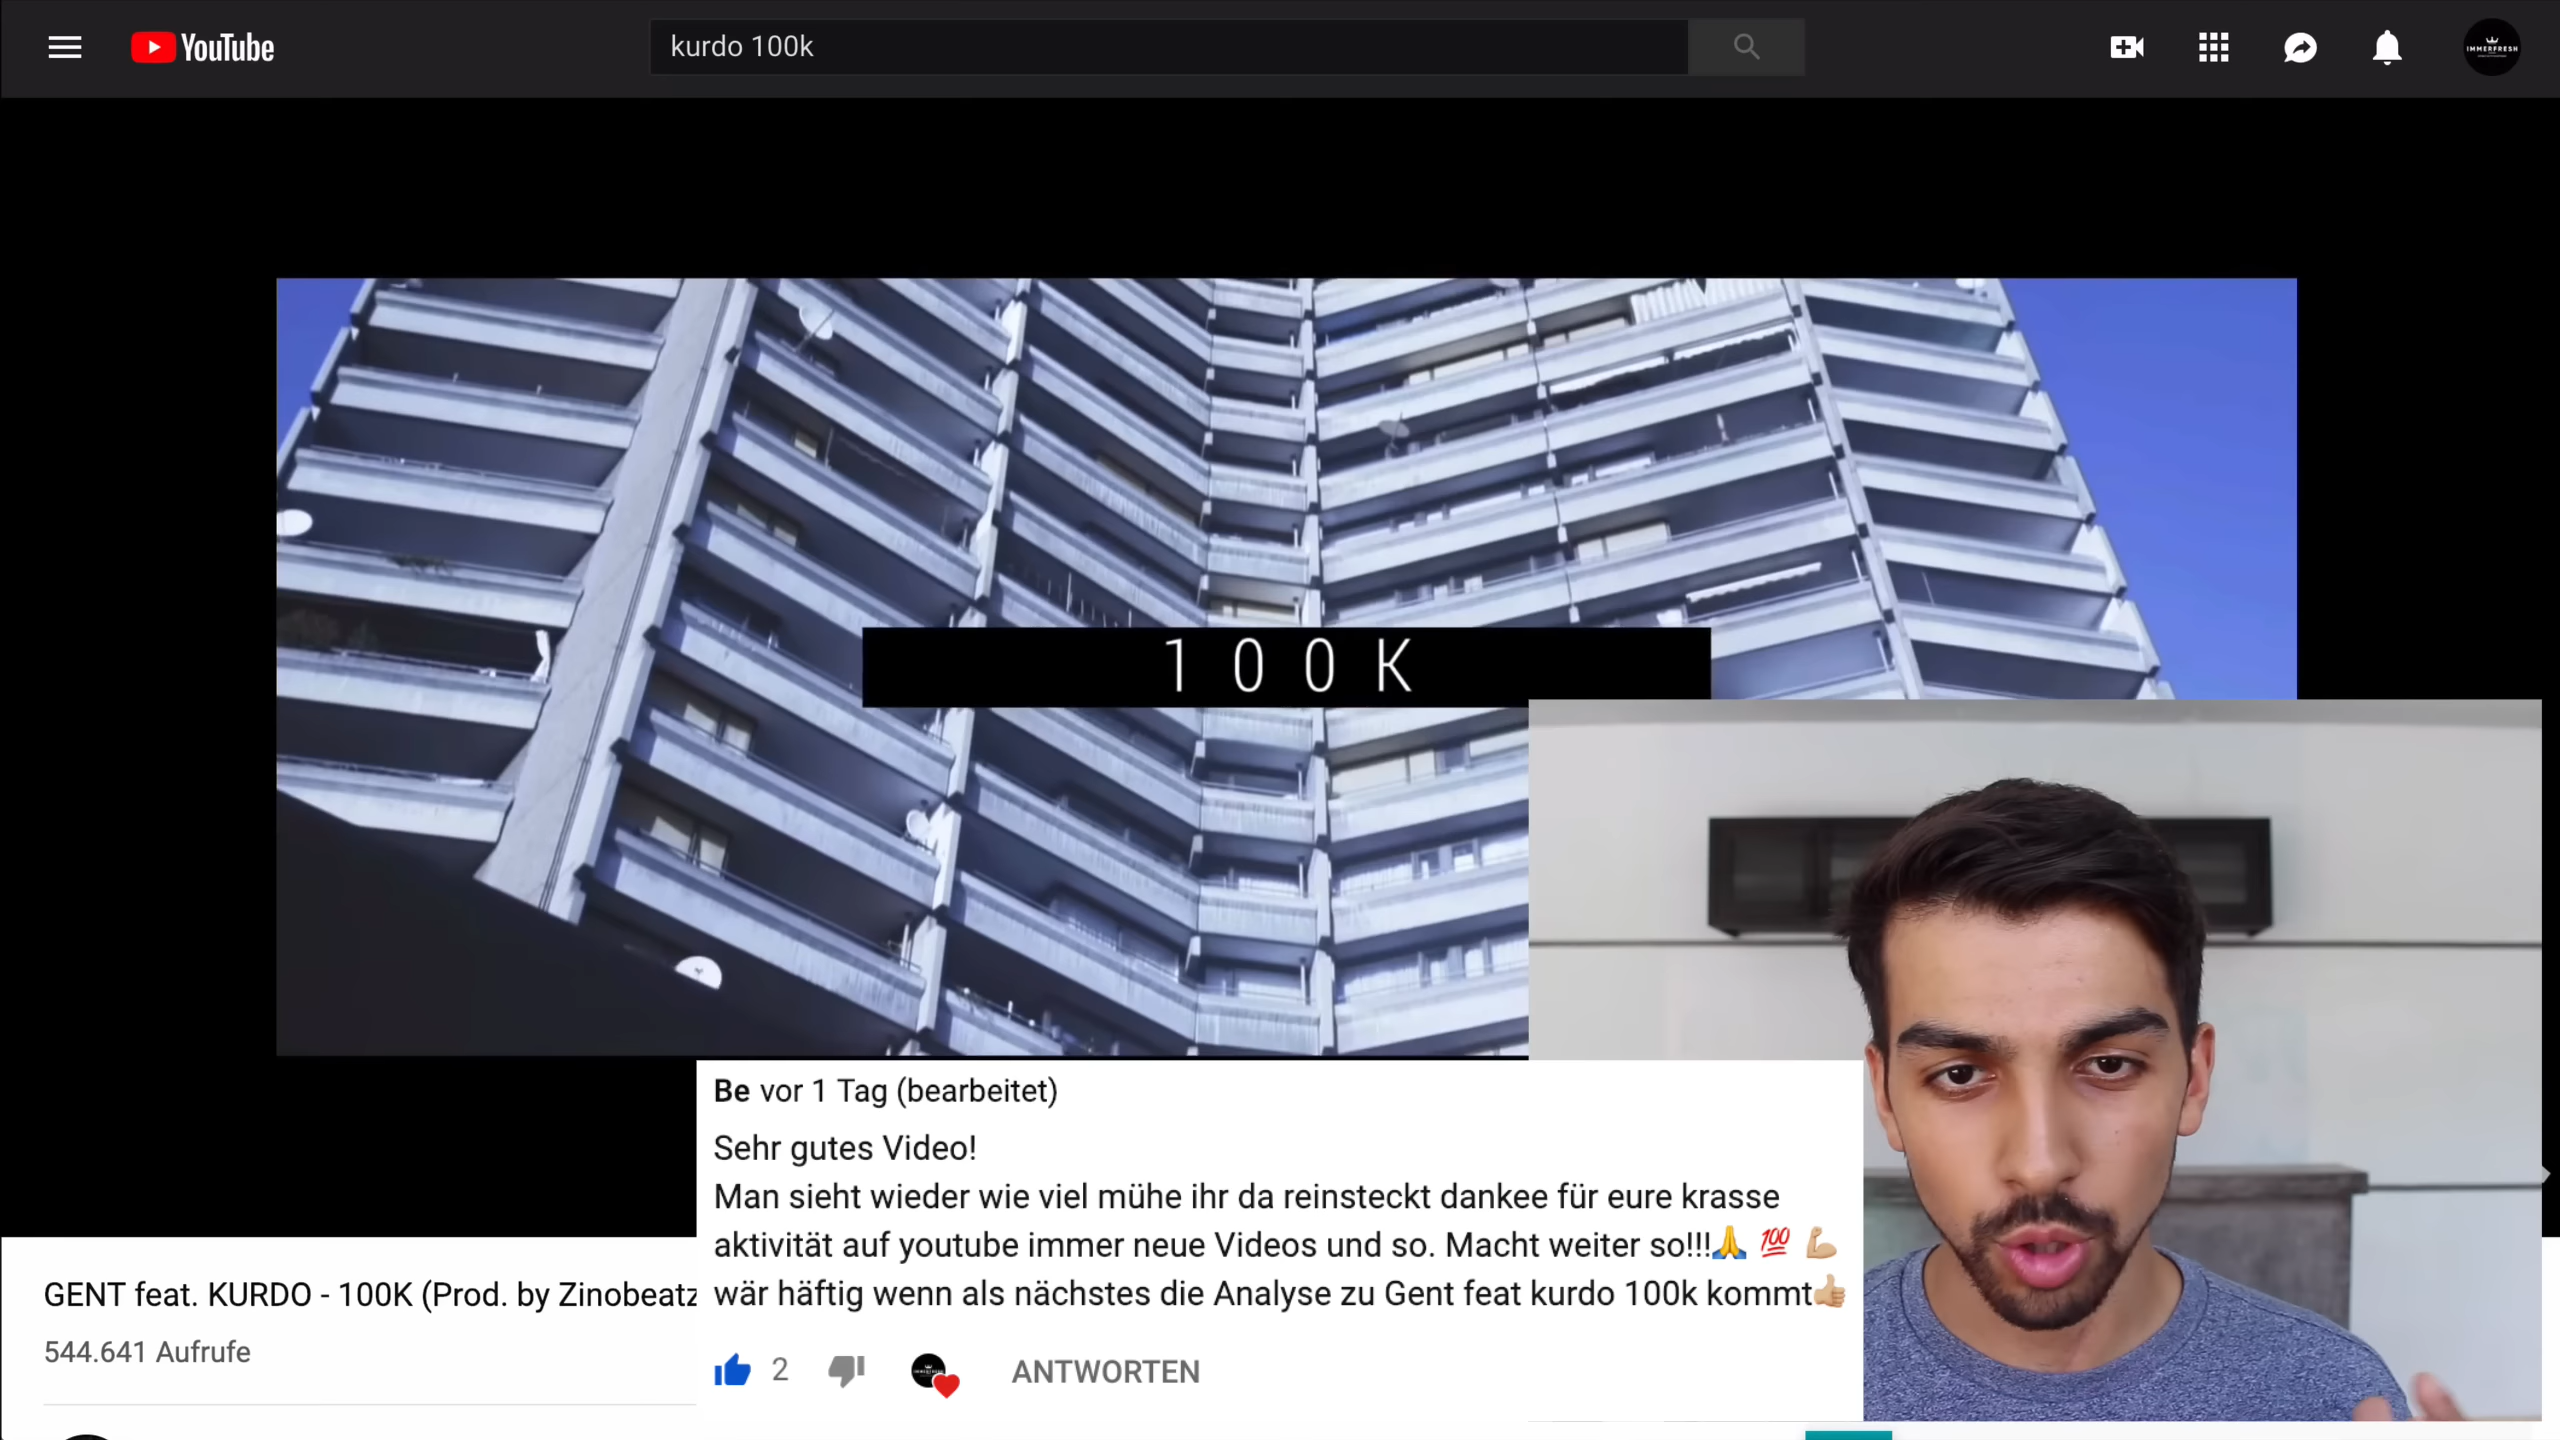 YouTube
kurdo 100k
IMMERFRESH
100K
Be vor 1 Tag (bearbeitet)
Sehr gutes Video!
Man sieht wieder wie viel mühe ihr da reinsteckt dankee für eure krasse
aktivität auf youtube immer neue Videos und so. Macht weiter so!!!🙏 💯 💪🏼
wär häftig wenn als nächstes die Analyse zu Gent feat kurdo 100k kommt👍🏼
2
ANTWORTEN
GENT feat. KURDO - 100K (Prod. by Zinobeatz
544.641 Aufrufe